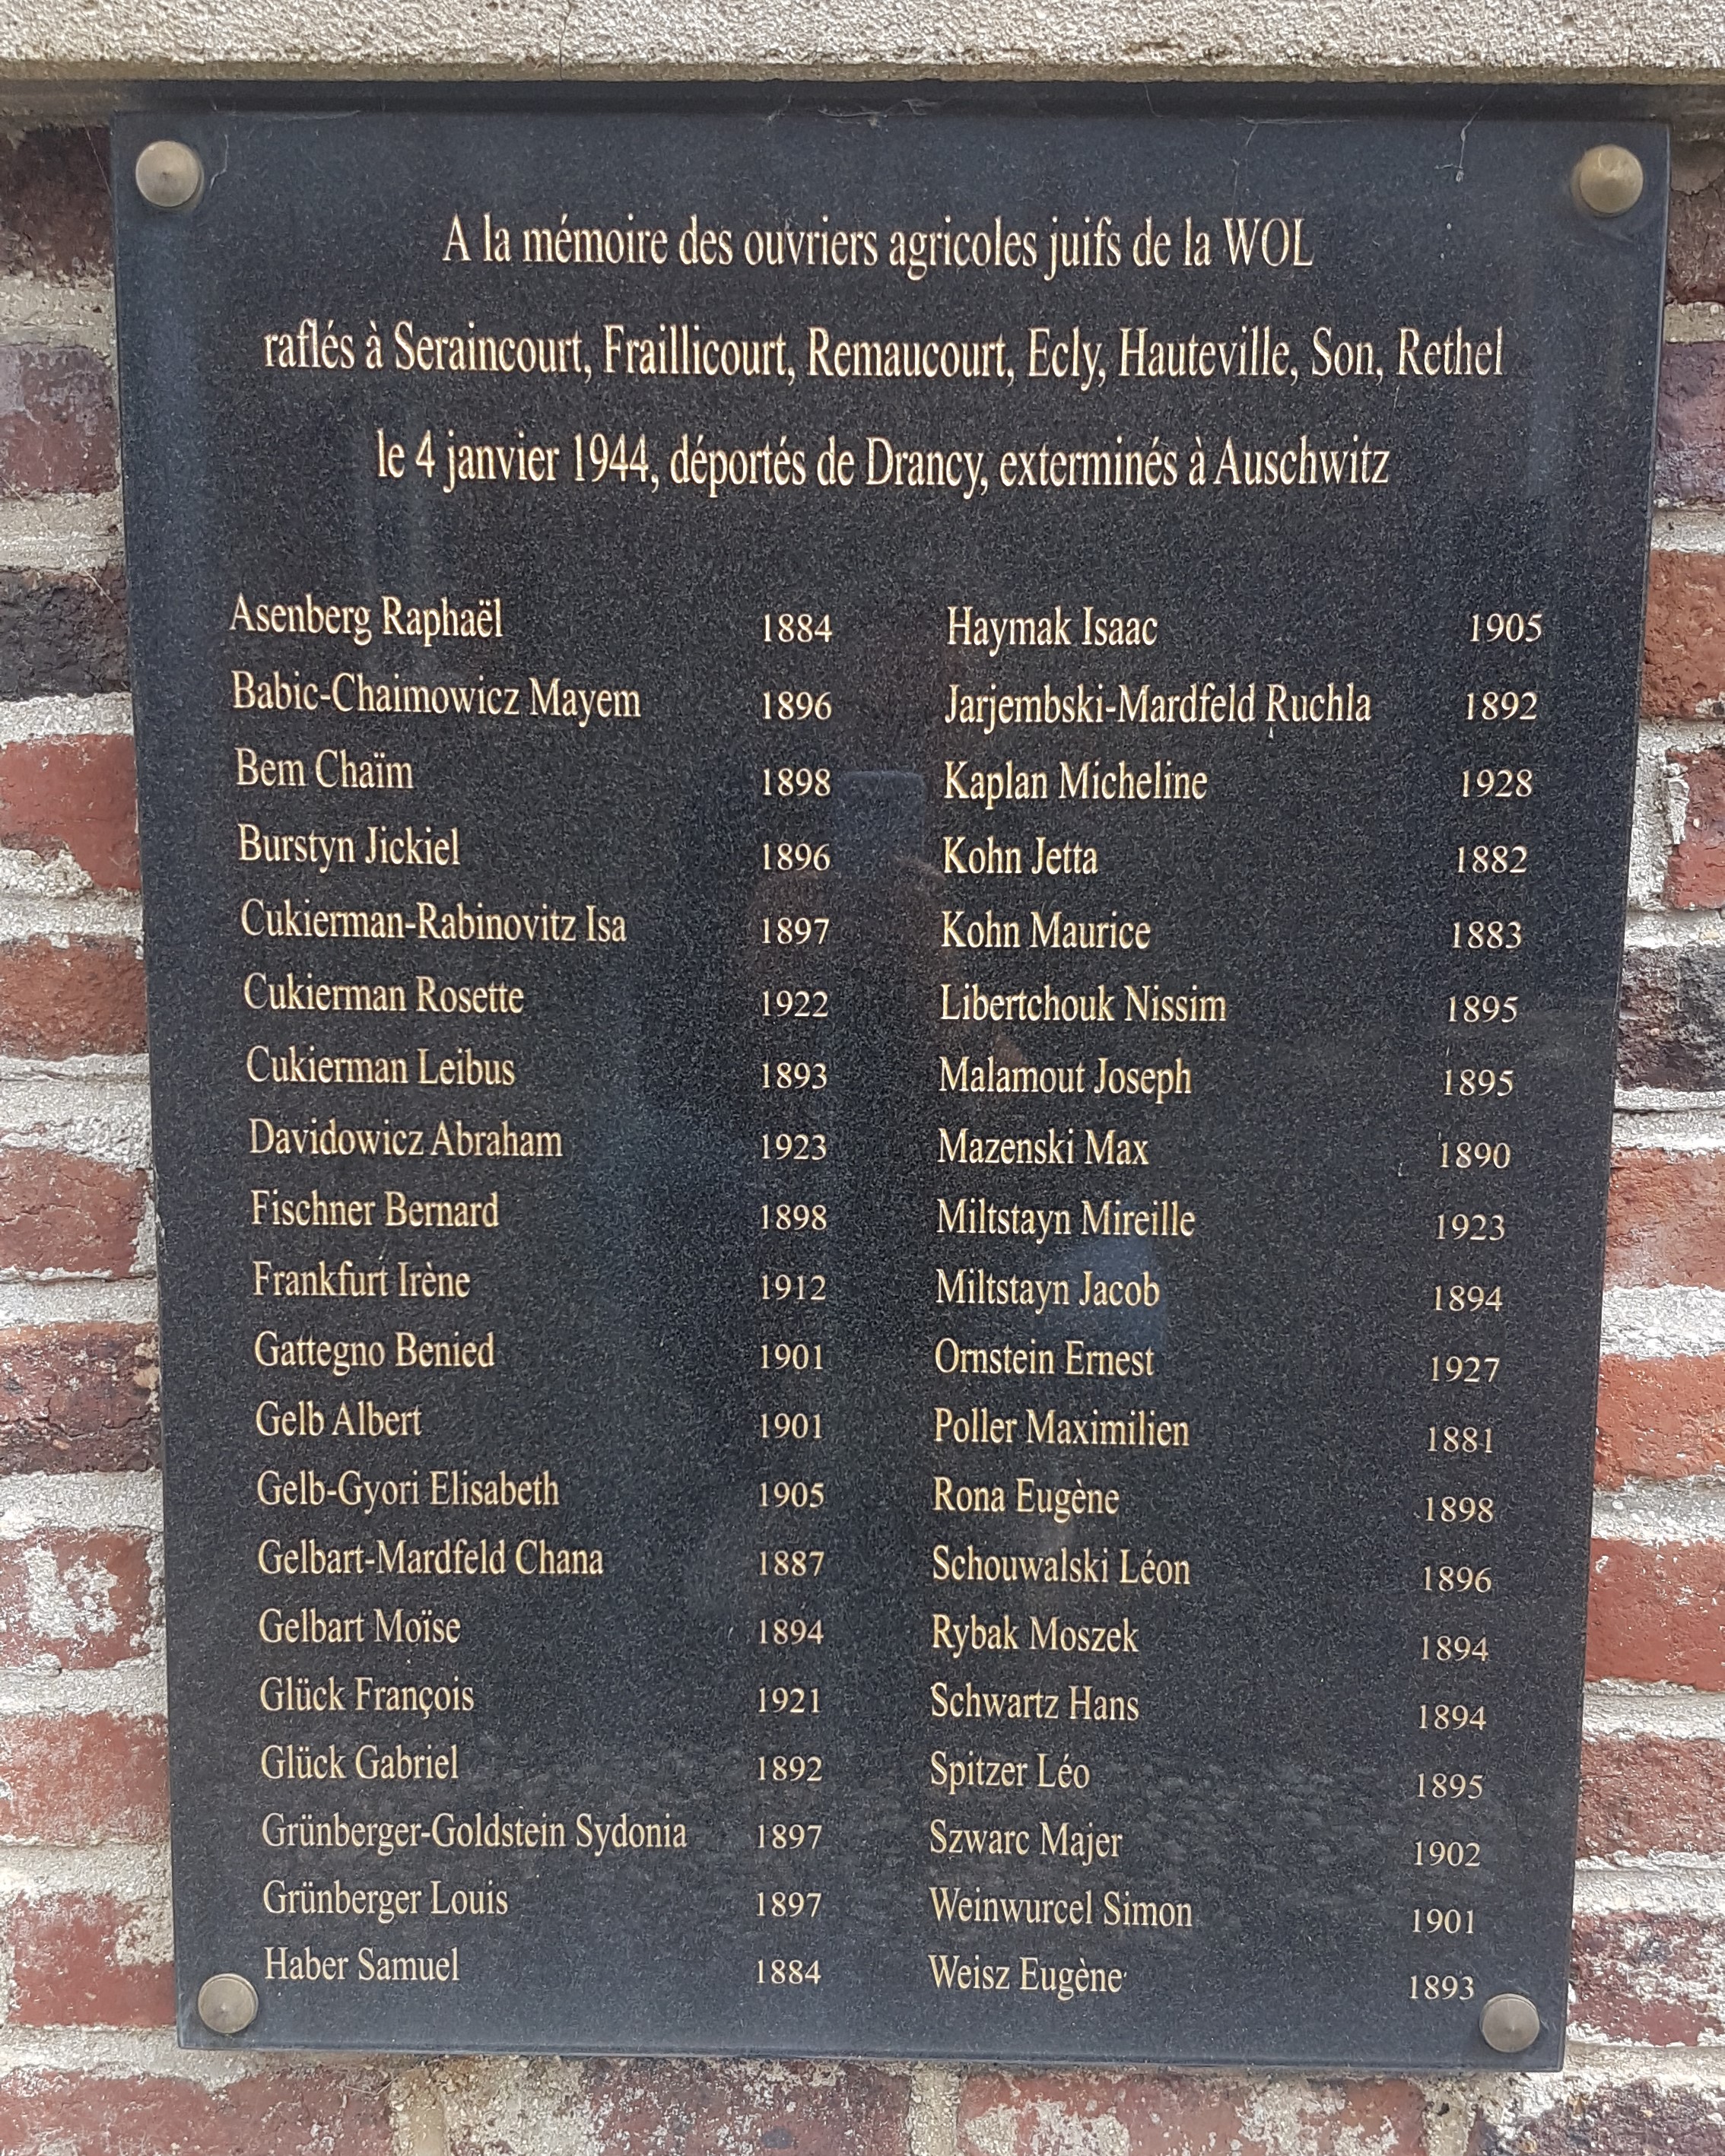 A la mémoire des ouvriers agricoles juifs de la WOL
raflés à Seraincourt, Fraillicourt, Remaucourt, Ecly, Hauteville, Son, Rethel
le 4 janvier 1944, déportés de Drancy, exterminés à Auschwitz
Asenberg Raphaël 1884
Babic-Chaimowicz Mayem 1896
Bem Chaïm 1898
Burstyn Jickiel 1896
Cukierman-Rabinovitz Isa 1897
Cukierman Rosette 1922
Cukierman Leibus 1893
Davidowicz Abraham 1923
Fischner Bernard 1898
Frankfurt Irène 1912
Gattegno Benied 1901
Gelb Albert 1901
Gelb-Gyori Elisabeth 1905
Gelbart-Mardfeld Chana 1887
Gelbart Moïse 1894
Glück François 1921
Glück Gabriel 1892
Grünberger-Goldstein Sydonia 1897
Grünberger Louis 1897
Haber Samuel 1884
Haymak Isaac 1905
Jarjembski-Mardfeld Ruchla 1892
Kaplan Micheline 1928
Kohn Jetta 1882
Kohn Maurice 1883
Libertchouk Nissim 1895
Malamout Joseph 1895
Mazenski Max 1890
Miltstayn Mireille 1923
Miltstayn Jacob 1894
Ornstein Ernest 1927
Poller Maximilien 1881
Rona Eugène 1898
Schouwalski Léon 1896
Rybak Moszek 1894
Schwartz Hans 1894
Spitzer Léo 1895
Szwarc Majer 1902
Weinwurcel Simon 1901
Weisz Eugène 1893